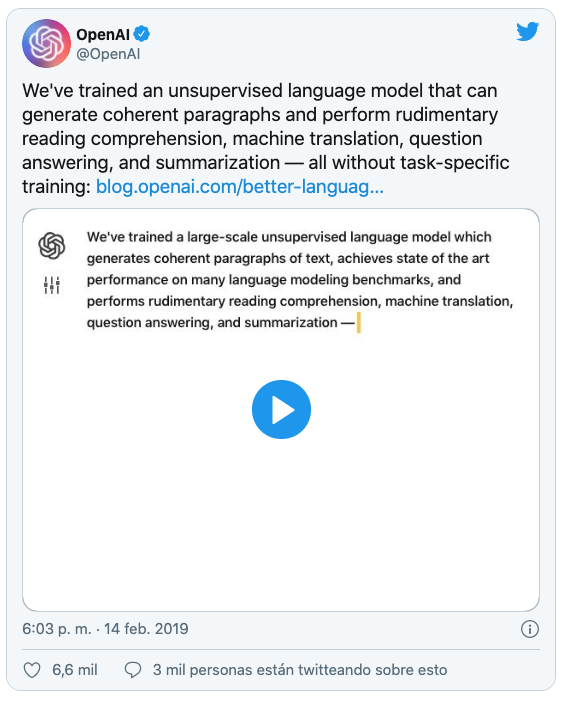 OpenAI
@OpenAI
We've trained an unsupervised language model that can
generate coherent paragraphs and perform rudimentary
reading comprehension, machine translation, question
answering, and summarization — all without task-specific
training: blog.openai.com/better-languag...
We've trained a large-scale unsupervised language model which
generates coherent paragraphs of text, achieves state of the art
performance on many language modeling benchmarks, and
performs rudimentary reading comprehension, machine translation,
question answering, and summarization —
6:03 p. m. · 14 feb. 2019
6,6 mil 3 mil personas están twitteando sobre esto